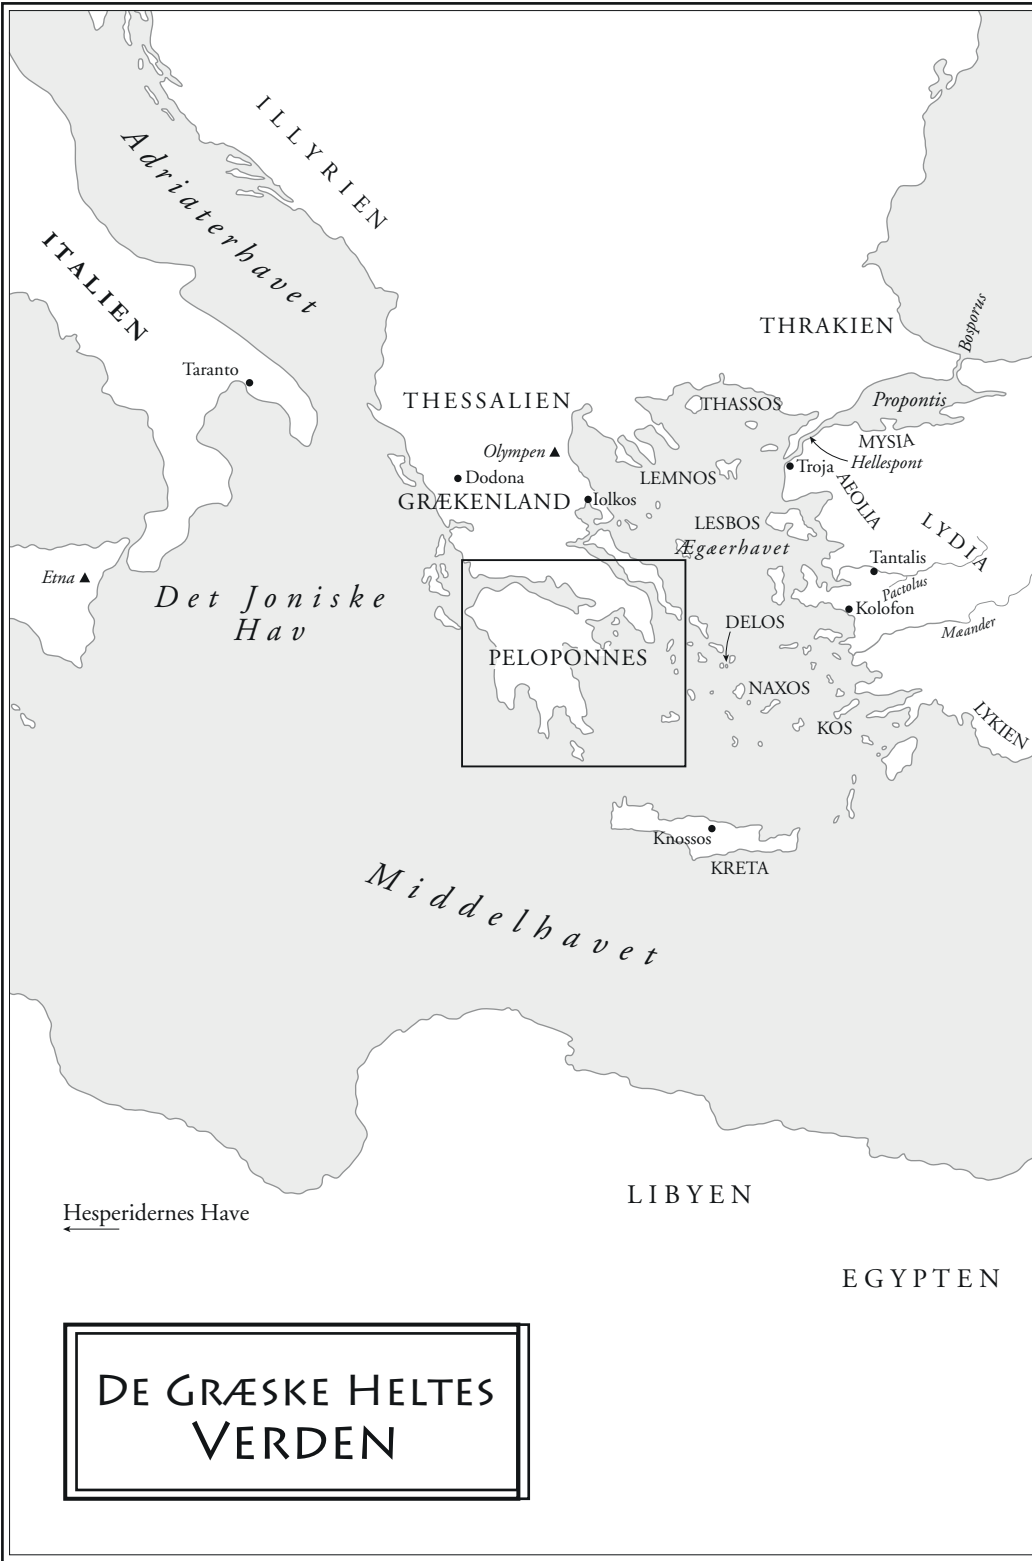 ILLYRIEN
Adriaterhavet
ITALIEN
Bosporus
THRAKIEN
Taranto
THESSALIEN
THASSOS
Propontis
MYSIA
Olympen
Hellespont
Troja
Dodona
LEMNOS
AEOLIA
GRÆKENLAND
Iolkos
LESBOS
LYDIA
Ægæerhavet
Tantalis
Etna
Pactolus
Det Joniske
Hav
Kolofon
DELOS
Mæander
PELOPONNES
NAXOS
LYKIEN
KOS
Knossos
KRETA
Middelhavet
LIBYEN
Hesperidernes Have
EGYPTEN
DE GRÆSKE HELTES
VERDEN